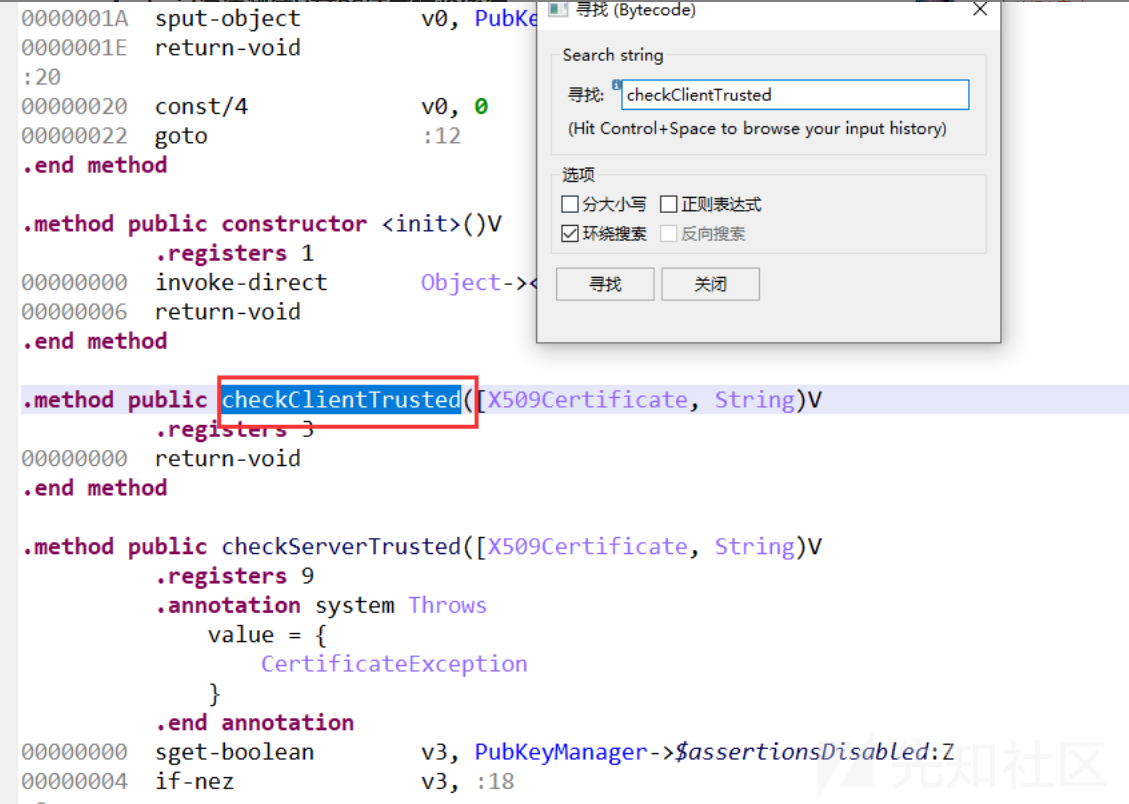 0000001A sput-object v0, PubKe
0000001E return-void
:20
00000020 const/4 v0, 0
00000022 goto :12
.end method
.method public constructor <init>()V
.registers 1
00000000 invoke-direct Object-><
00000006 return-void
.end method
.method public checkClientTrusted([X509Certificate, String)V
.registers 3
00000000 return-void
.end method
.method public checkServerTrusted([X509Certificate, String)V
.registers 9
.annotation system Throws
value = {
CertificateException
}
.end annotation
00000000 sget-boolean v3, PubKeyManager->$assertionsDisabled:Z
00000004 if-nez v3, :18
寻找 (Bytecode)
Search string
寻找: checkClientTrusted
(Hit Control+Space to browse your input history)
选项
分大小写 正则表达式
环绕搜索 反向搜索
寻找 关闭
先知社区